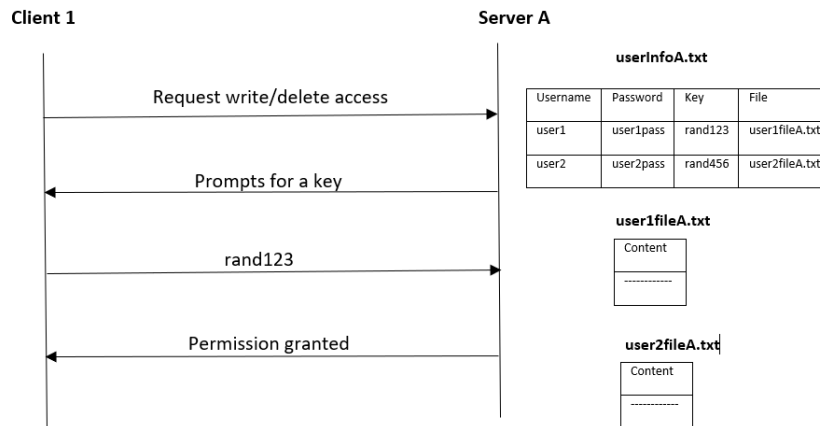 Client 1
Server A
userInfoA.txt
Username Password Key File
user1 user1pass rand123 user1fileA.txt
user2 user2pass rand456 user2fileA.txt
Request write/delete access
Prompts for a key
rand123
Permission granted
user1fileA.txt
Content
------------
user2fileA.txt
Content
------------